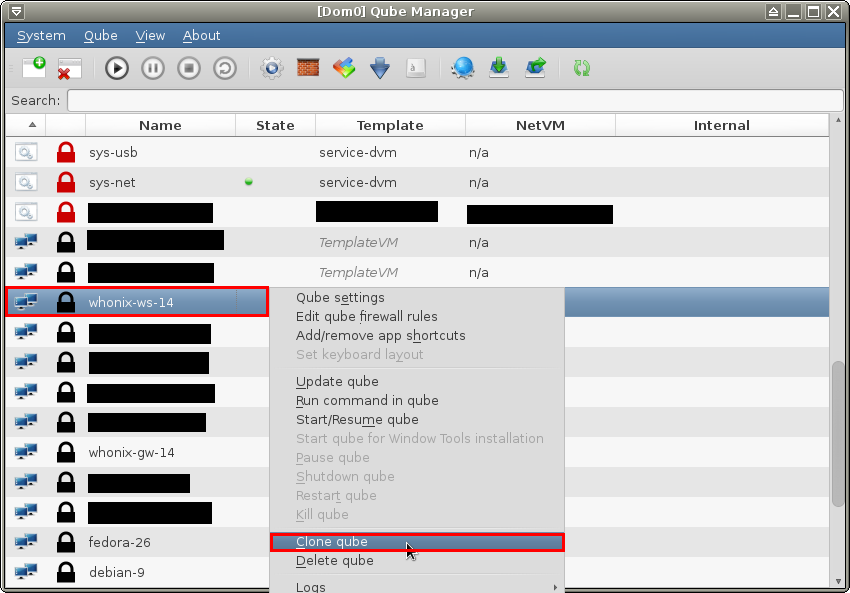 [Dom0] Qube Manager
System Qube View About
Search:
Name State Template NetVM Internal
sys-usb service-dvm n/a
sys-net service-dvm n/a
TemplateVM n/a
TemplateVM n/a
whonix-ws-14
Qube settings
Edit qube firewall rules
Add/remove app shortcuts
Set keyboard layout
Update qube
Run command in qube
Start/Resume qube
Start qube for Window Tools installation
whonix-gw-14
Pause qube
Shutdown qube
Restart qube
Kill qube
fedora-26
Clone qube
Delete qube
debian-9
Logs